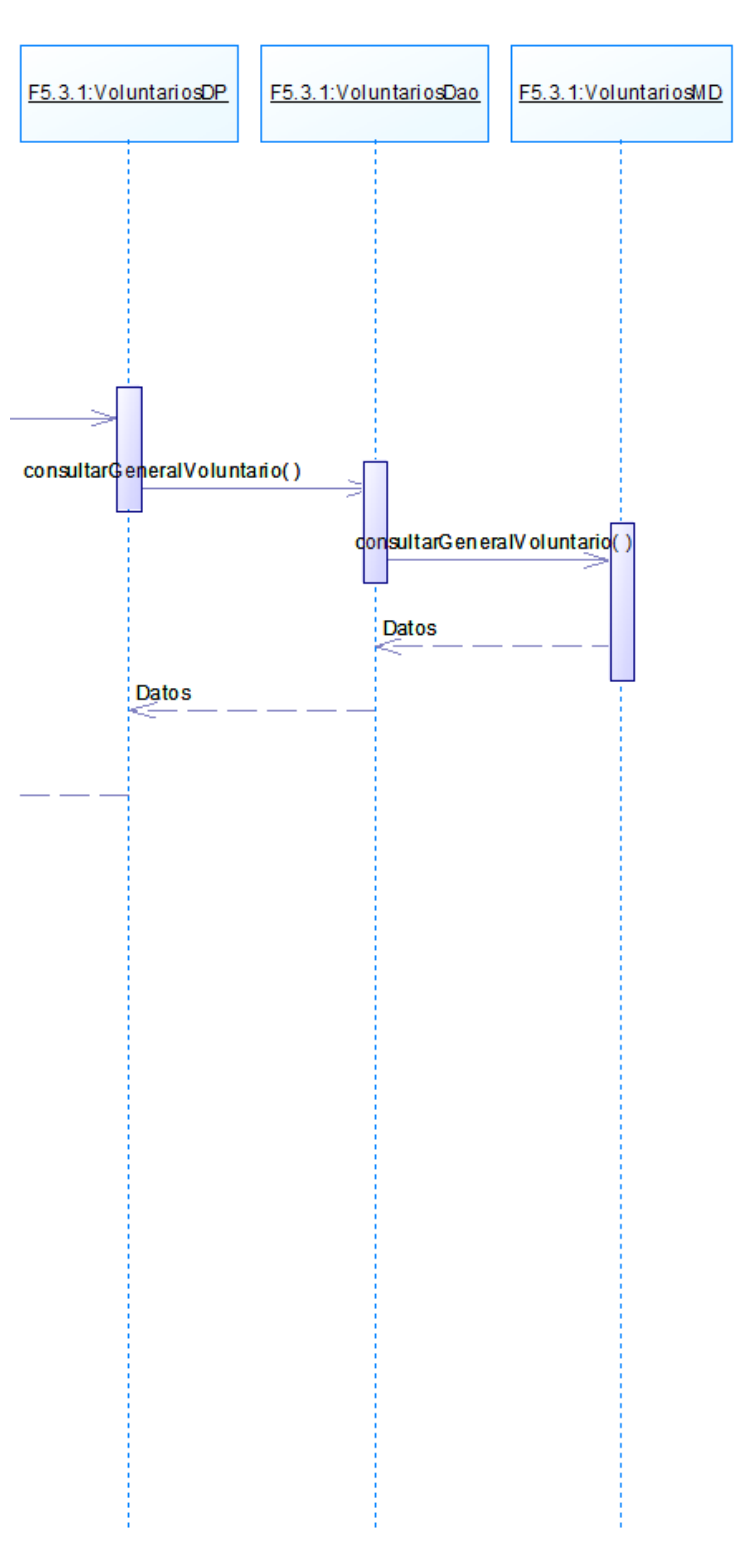 F5.3.1:VoluntariosDP
F5.3.1:VoluntariosDao
F5.3.1:VoluntariosMD
consultarGeneralVoluntario( )
consultarGeneralVoluntario( )
Datos
Datos